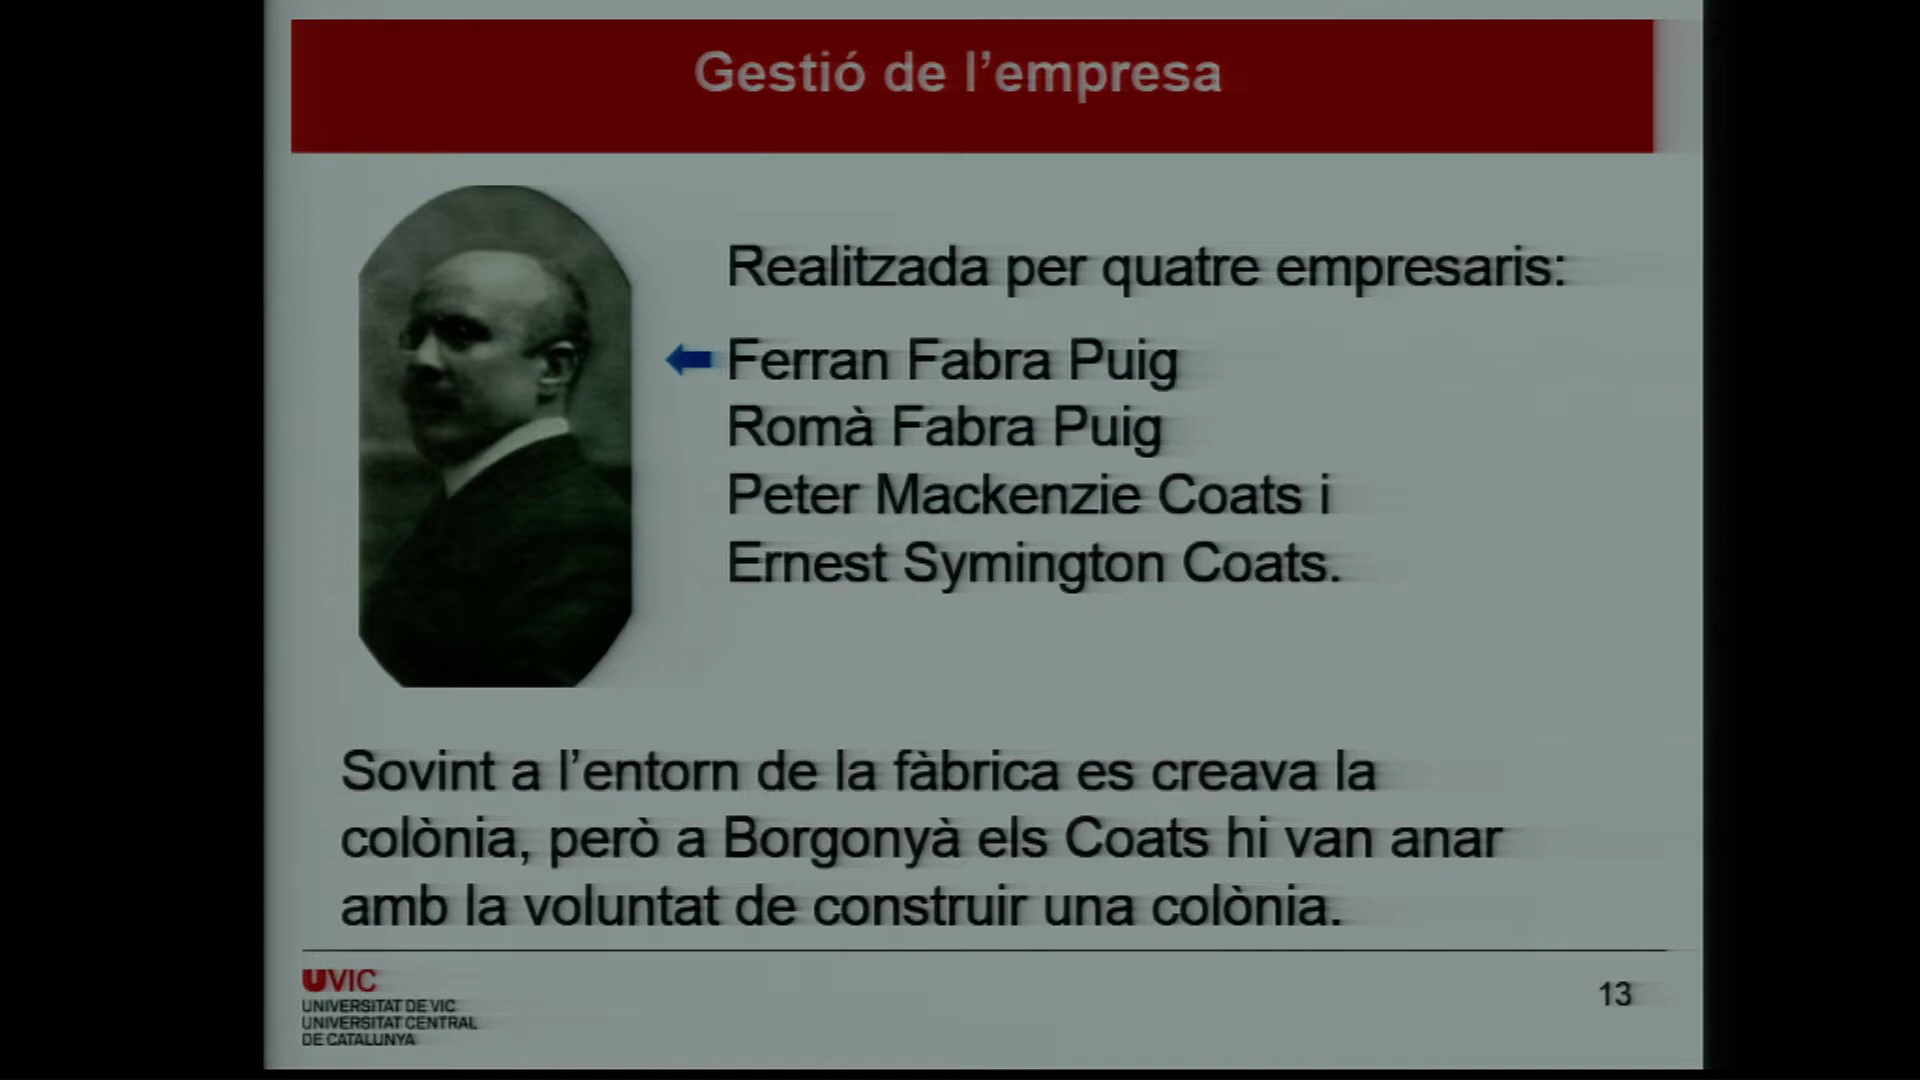 Gestió de l’empresa
Realitzada per quatre empresaris:
Ferran Fabra Puig
Romà Fabra Puig
Peter Mackenzie Coats i
Ernest Symington Coats.
Sovint a l’entorn de la fàbrica es creava la
colònia, però a Borgonyà els Coats hi van anar
amb la voluntat de construir una colònia.
UVIC
UNIVERSITAT DE VIC
UNIVERSITAT CENTRAL
DE CATALUNYA
13